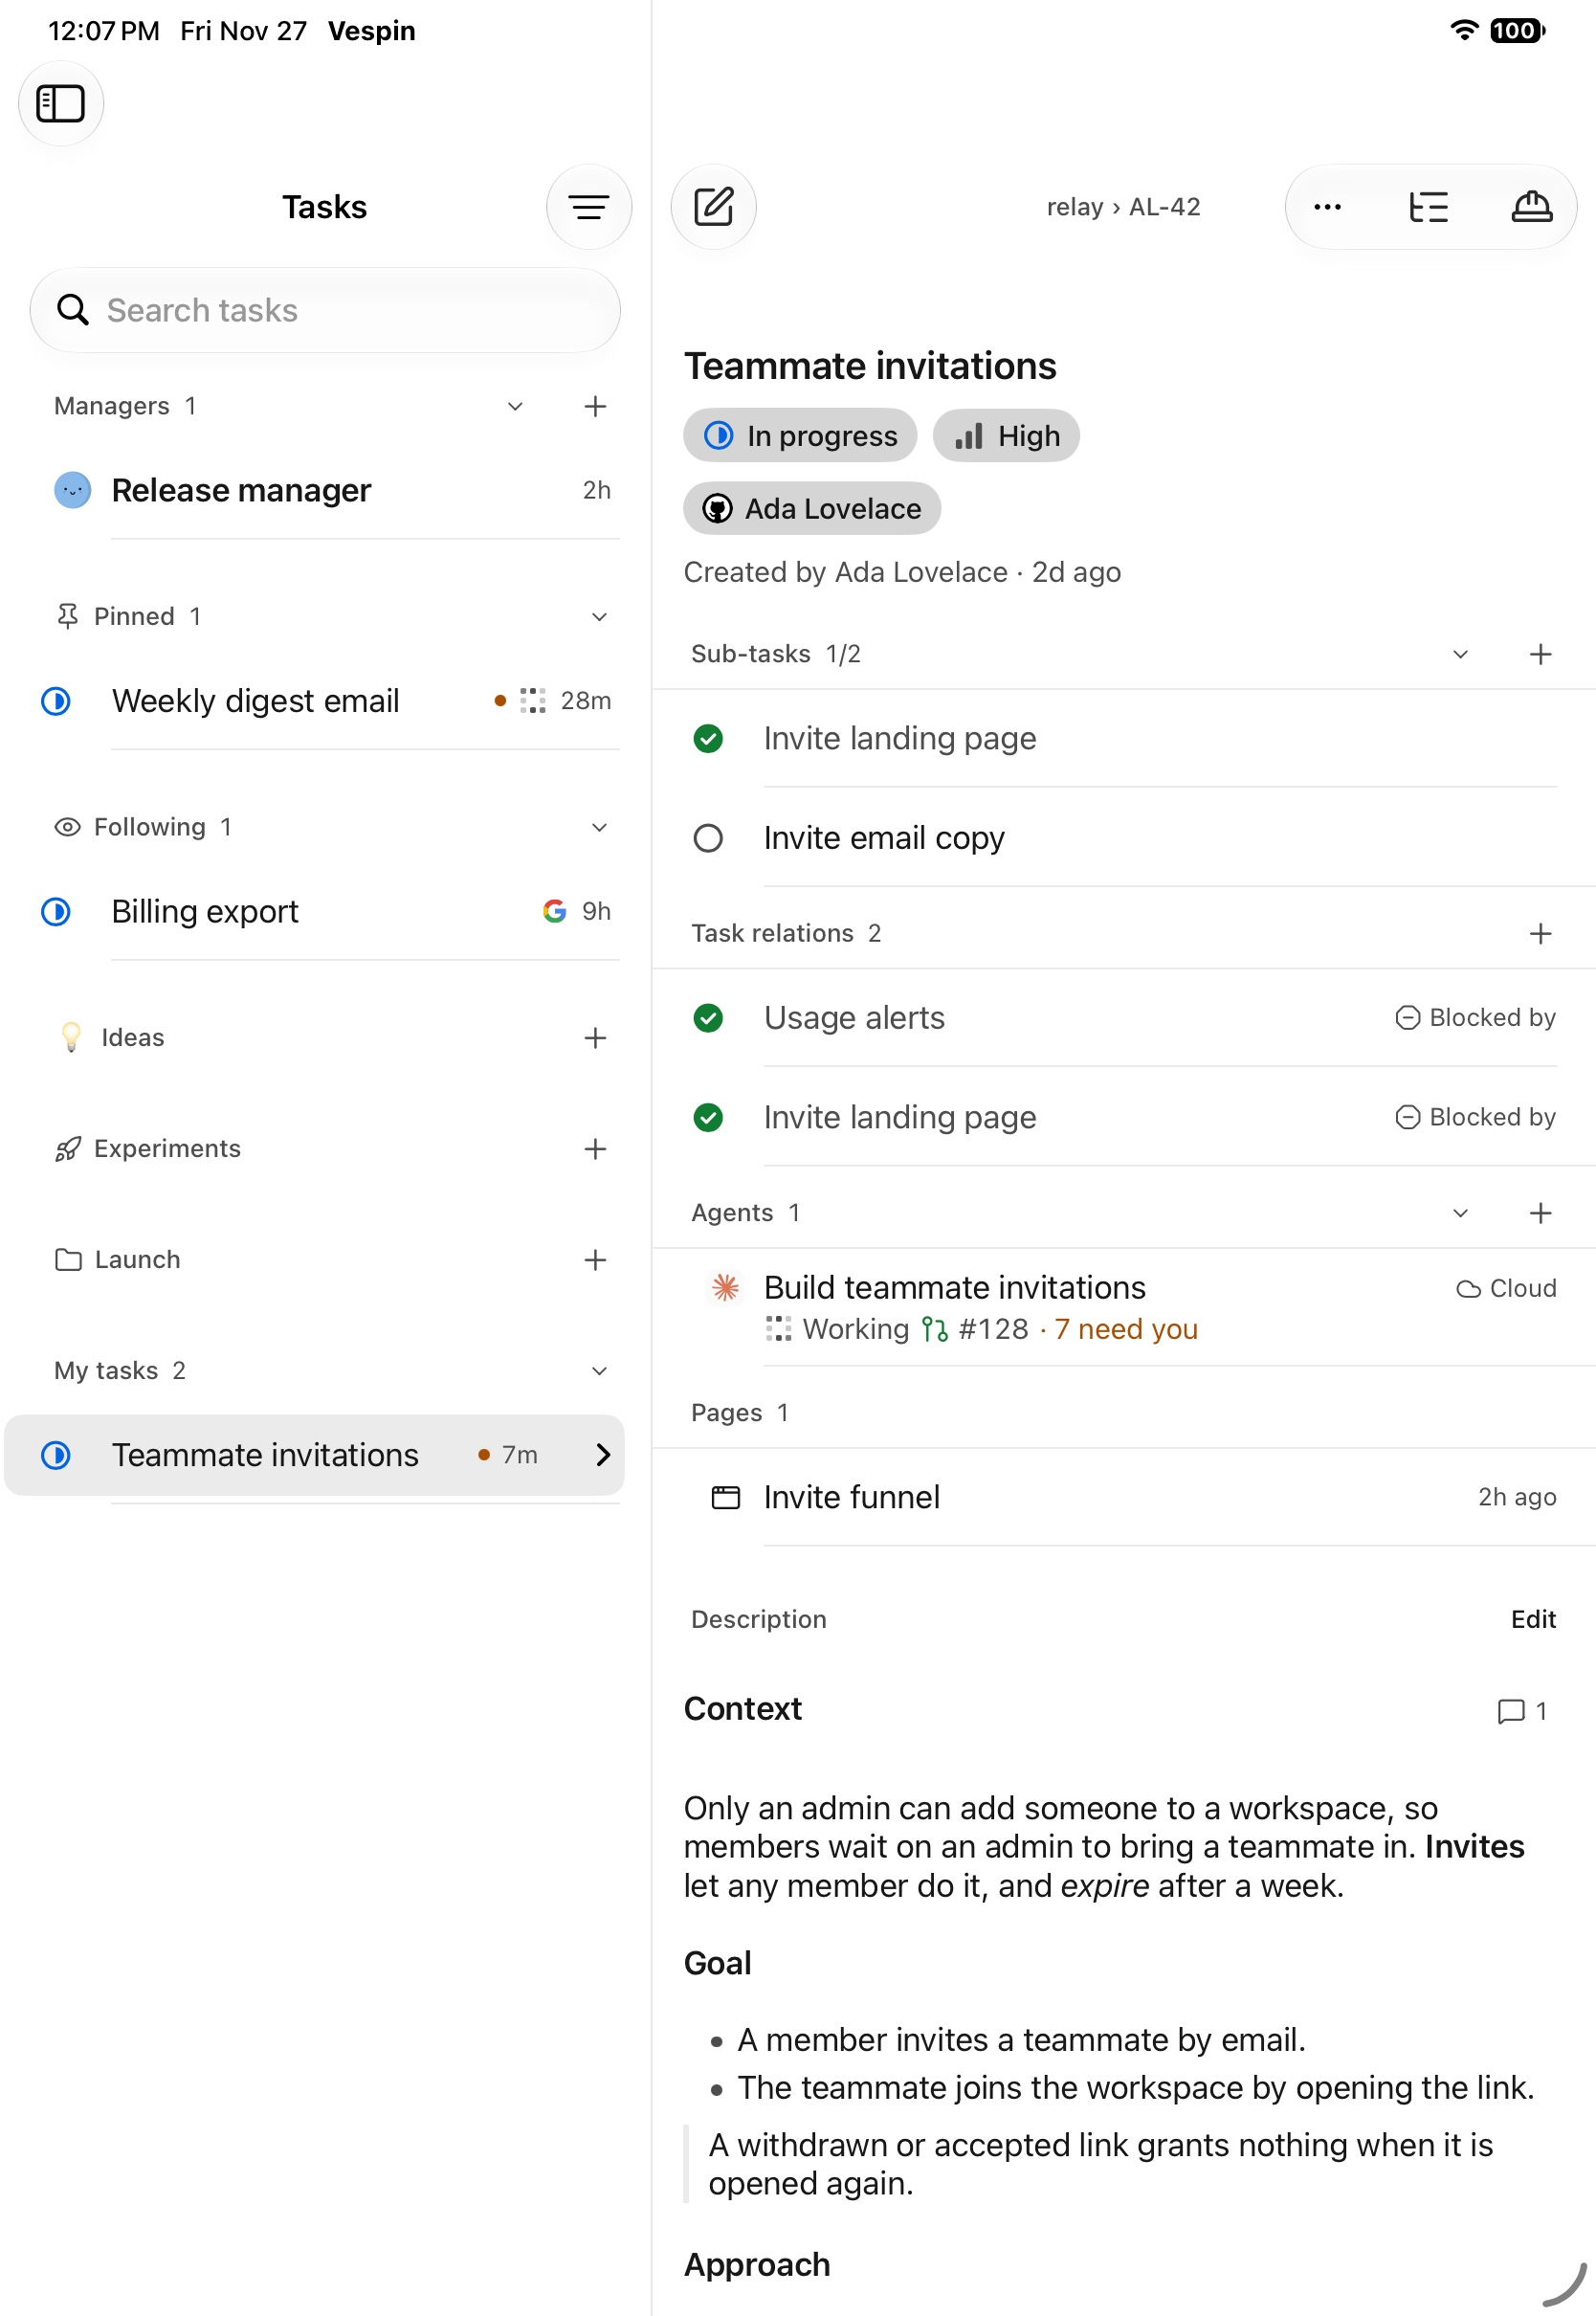 12:07 PM Fri Nov 27 Vespin
100
Tasks
Search tasks
Managers 1
Release manager 2h
Pinned 1
Weekly digest email 28m
Following 1
Billing export 9h
Ideas
Experiments
Launch
My tasks 2
Teammate invitations 7m
relay › AL-42
Teammate invitations
In progress High
Ada Lovelace
Created by Ada Lovelace · 2d ago
Sub-tasks 1/2
Invite landing page
Invite email copy
Task relations 2
Usage alerts Blocked by
Invite landing page Blocked by
Agents 1
Build teammate invitations Cloud
Working #128 · 7 need you
Pages 1
Invite funnel 2h ago
Description Edit
Context 1
Only an admin can add someone to a workspace, so
members wait on an admin to bring a teammate in. Invites
let any member do it, and expire after a week.
Goal
• A member invites a teammate by email.
• The teammate joins the workspace by opening the link.
A withdrawn or accepted link grants nothing when it is
opened again.
Approach